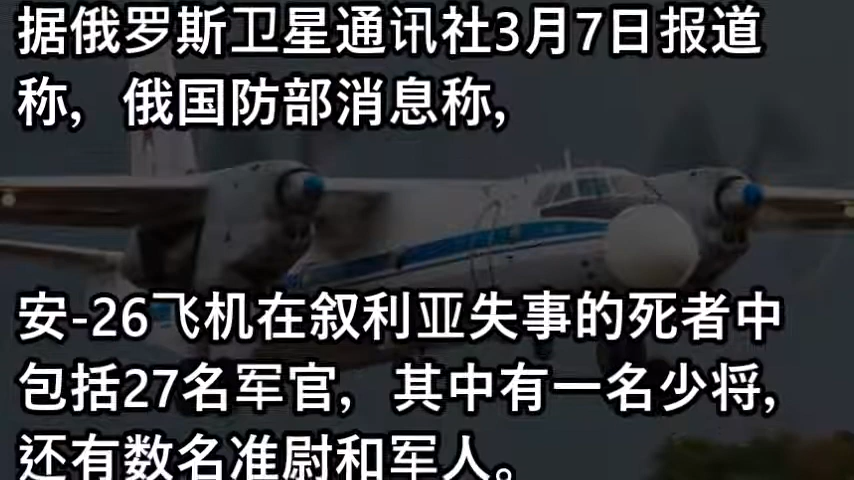 据俄罗斯卫星通讯社3月7日报道
称，俄国防部消息称，
安-26飞机在叙利亚失事的死者中
包括27名军官，其中有一名少将，
还有数名准尉和军人。